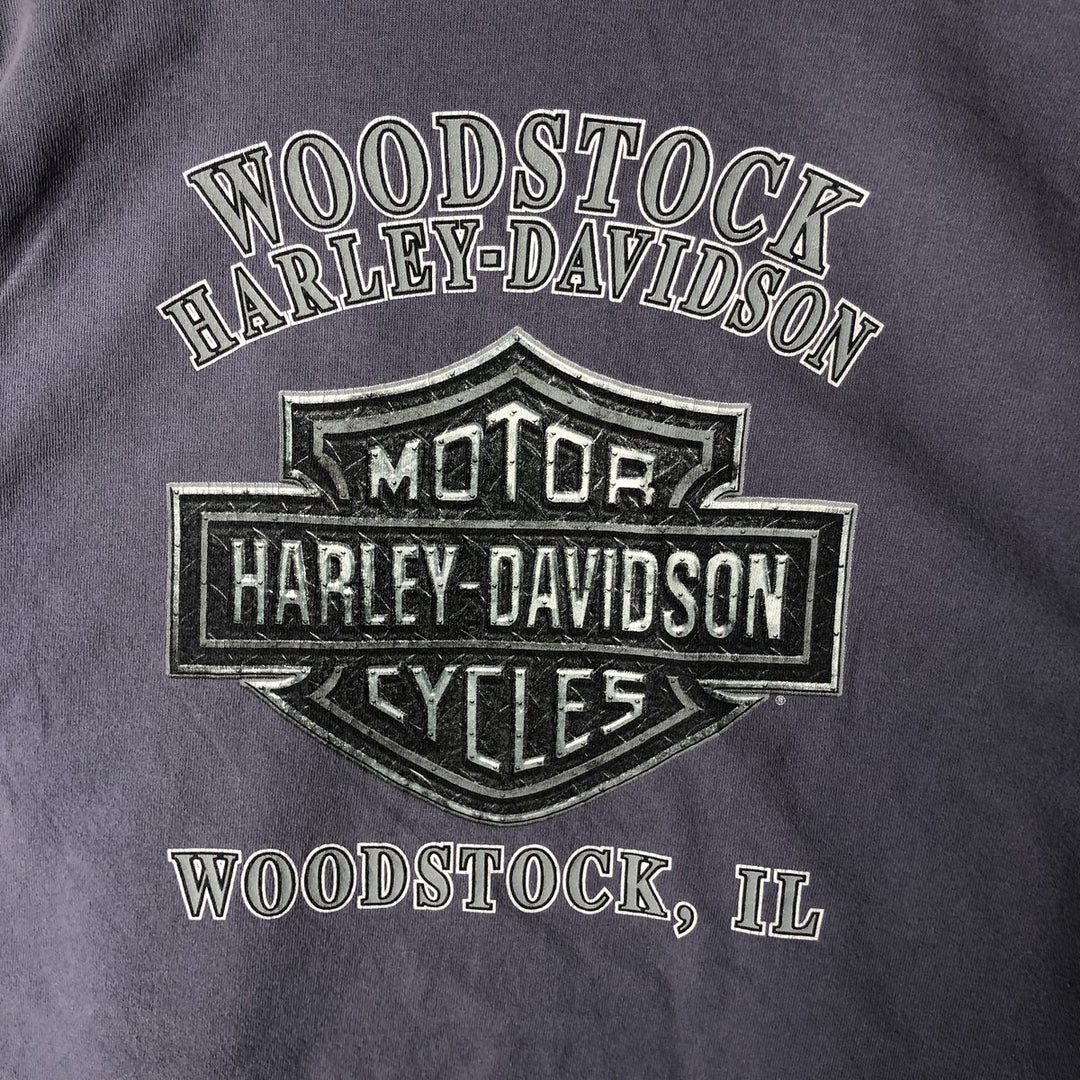 WOODSTOCK
HARLEY-DAVIDSON
MOTOR
HARLEY-DAVIDSON
CYCLES
®
WOODSTOCK, IL